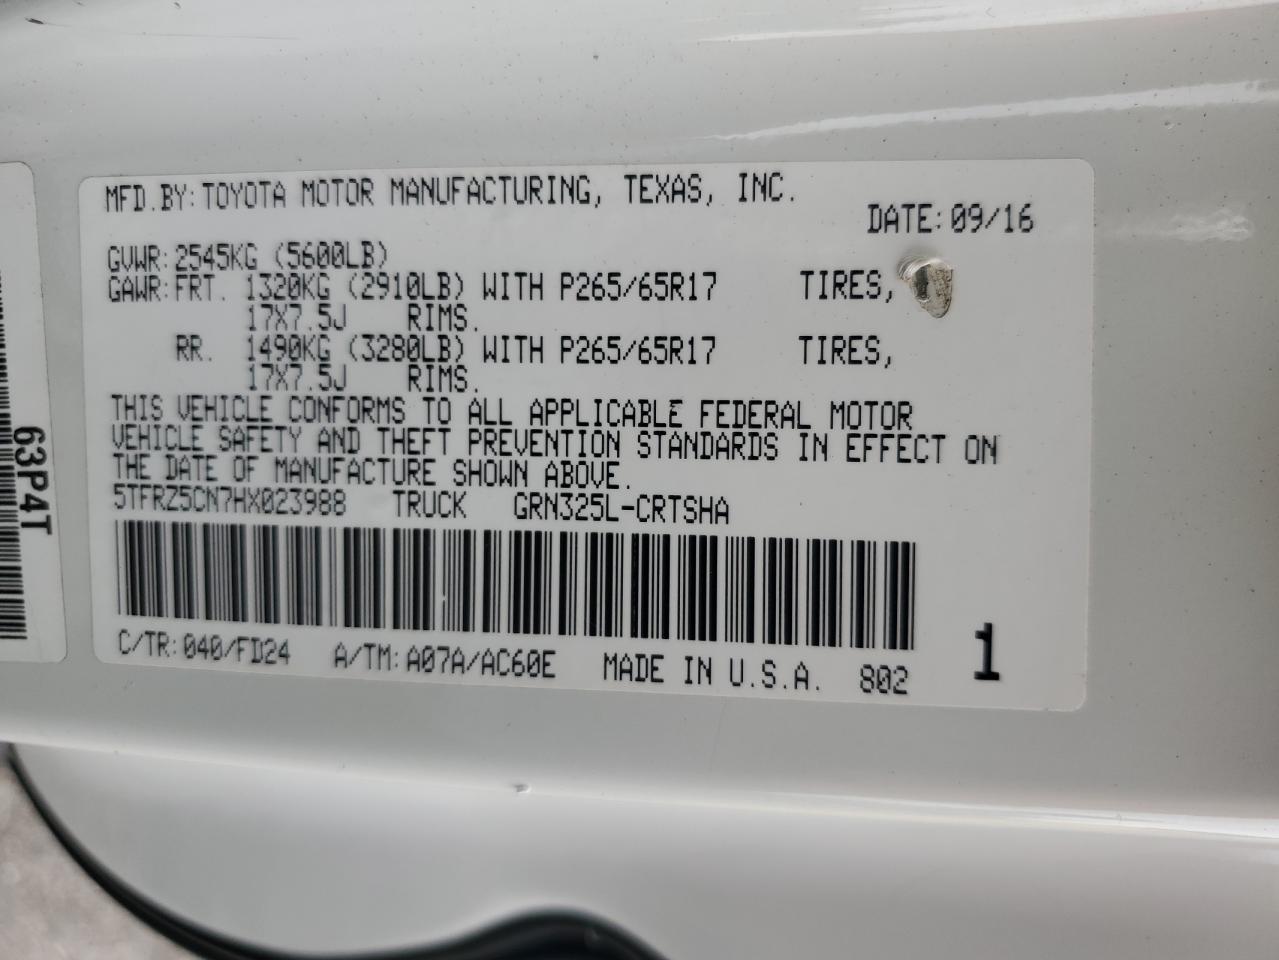 MFD.BY: TOYOTA MOTOR MANUFACTURING, TEXAS, INC.
DATE: 09/16
GVWR: 2545KG (5600LB)
GAWR: FRT. 1320KG (2910LB) WITH P265/65R17 TIRES,
17X7.5J RIMS.
RR. 1490KG (3280LB) WITH P265/65R17 TIRES,
17X7.5J RIMS.
THIS VEHICLE CONFORMS TO ALL APPLICABLE FEDERAL MOTOR
VEHICLE SAFETY AND THEFT PREVENTION STANDARDS IN EFFECT ON
THE DATE OF MANUFACTURE SHOWN ABOVE.
5TFRZ5CN7HX023988 TRUCK GRN325L-CRTSHA
C/TR: 040/FD24 A/TM: A07A/AC60E MADE IN U.S.A. 802
1
63P4T